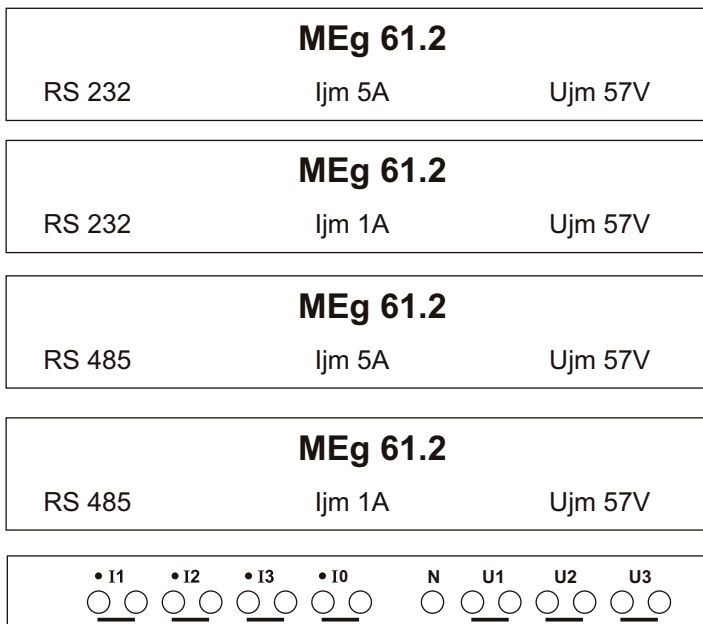 MEg 61.2
RS 232 Ijm 5A Ujm 57V
MEg 61.2
RS 232 Ijm 1A Ujm 57V
MEg 61.2
RS 485 Ijm 5A Ujm 57V
MEg 61.2
RS 485 Ijm 1A Ujm 57V
• I1 • I2 • I3 • I0 N U1 U2 U3